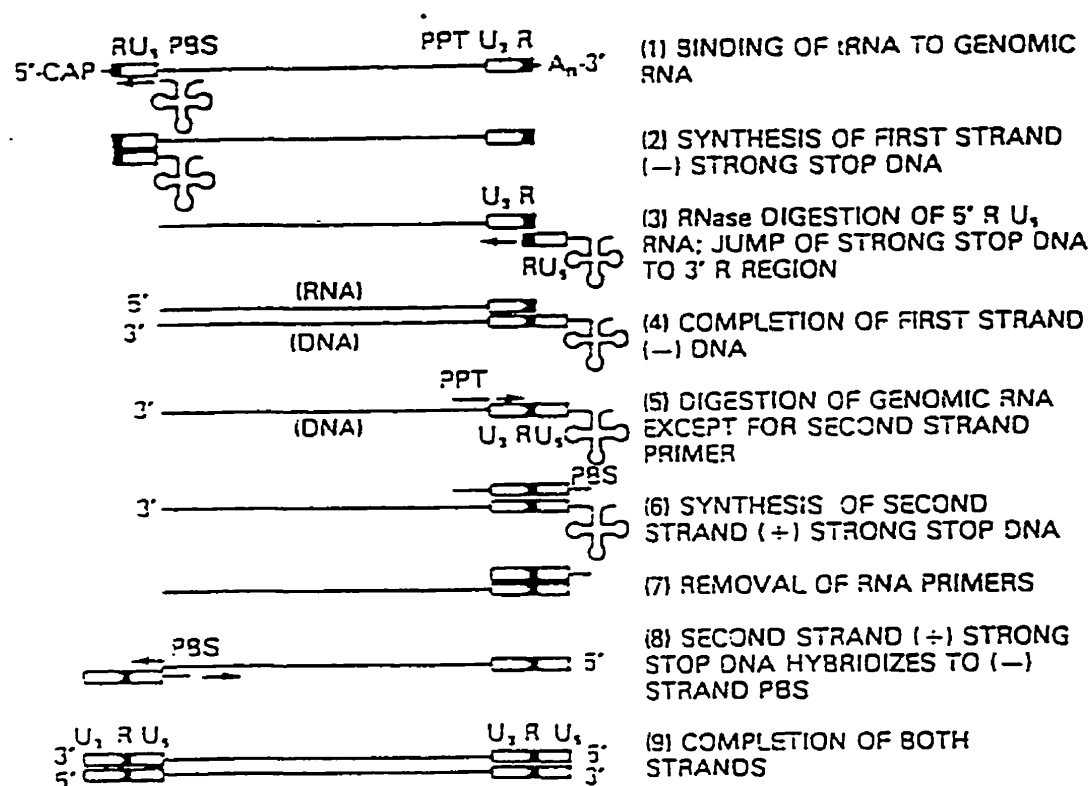 RU₅ PBS
PPT U₃ R
5'-CAP
Aₙ-3'
(1) BINDING OF tRNA TO GENOMIC
RNA
(2) SYNTHESIS OF FIRST STRAND
(—) STRONG STOP DNA
U₃ R
RU₅
(3) RNase DIGESTION OF 5' R U₅
RNA; JUMP OF STRONG STOP DNA
TO 3' R REGION
5'
(RNA)
3'
(DNA)
(4) COMPLETION OF FIRST STRAND
(—) DNA
PPT
3'
(DNA)
U₃ RU₅
(5) DIGESTION OF GENOMIC RNA
EXCEPT FOR SECOND STRAND
PRIMER
PBS
3'
(6) SYNTHESIS OF SECOND
STRAND (+) STRONG STOP DNA
(7) REMOVAL OF RNA PRIMERS
PBS
5'
(8) SECOND STRAND (+) STRONG
STOP DNA HYBRIDIZES TO (—)
STRAND PBS
U₃ R U₅
U₃ R U₅
3'
5'
5'
3'
(9) COMPLETION OF BOTH
STRANDS